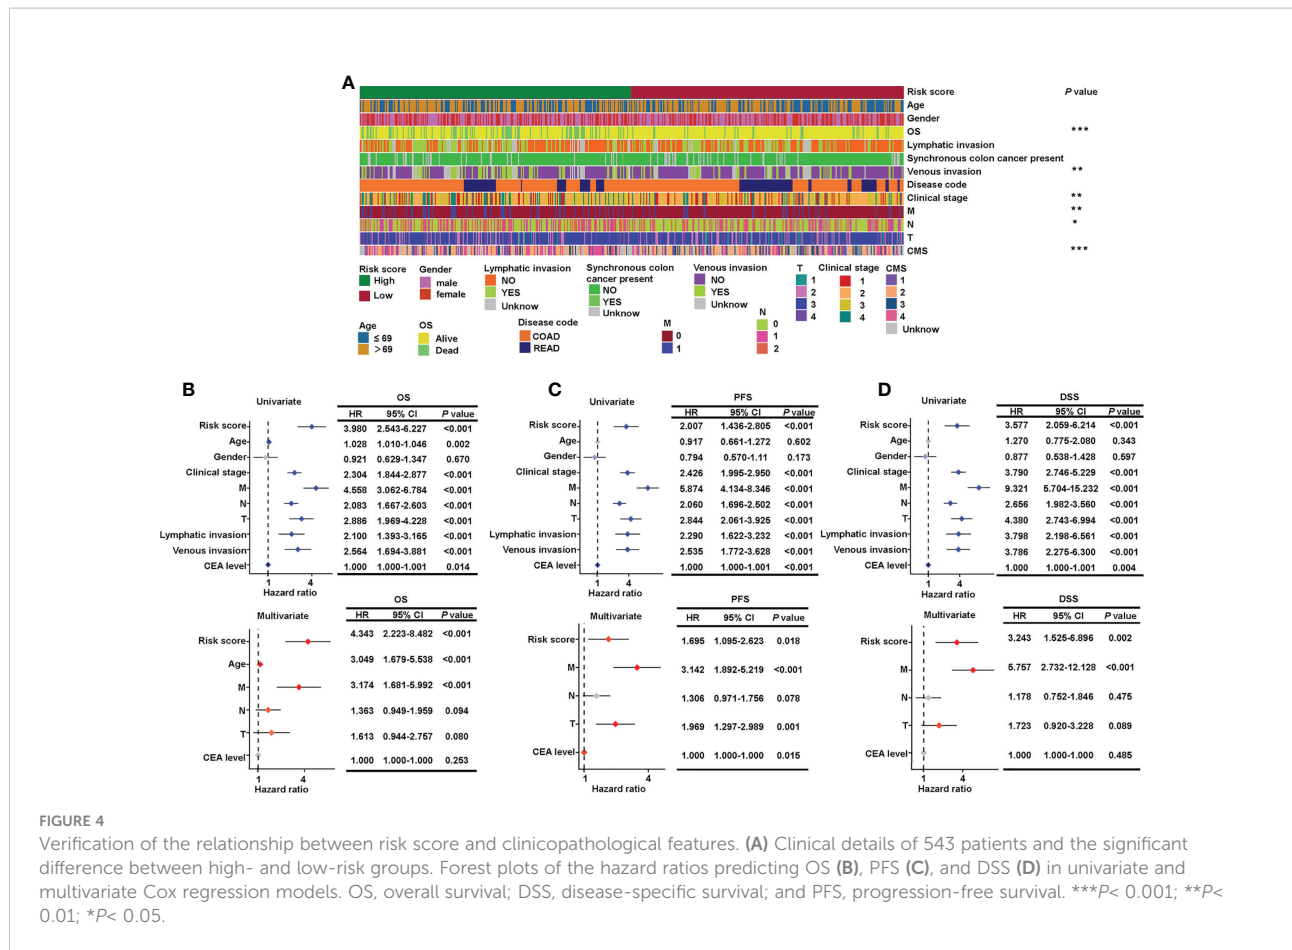 A
Risk score P value
Age
Gender
OS ***
Lymphatic invasion
Synchronous colon cancer present
Venous invasion **
Disease code
Clinical stage **
M **
N *
T
CMS ***
Risk score
High
Low
Gender
male
female
Lymphatic invasion
NO
YES
Unknow
Synchronous colon
cancer present
NO
YES
Unknow
Venous invasion
NO
YES
Unknow
T
1
2
3
4
Clinical stage
1
2
3
4
CMS
1
2
3
4
Unknow
Age
≤ 69
> 69
OS
Alive
Dead
Disease code
COAD
READ
M
0
1
N
0
1
2
B
Univariate
OS
HR 95% CI P value
Risk score 3.980 2.543-6.227 <0.001
Age 1.028 1.010-1.046 0.002
Gender 0.921 0.629-1.347 0.670
Clinical stage 2.304 1.844-2.877 <0.001
M 4.558 3.062-6.784 <0.001
N 2.083 1.667-2.603 <0.001
T 2.886 1.969-4.228 <0.001
Lymphatic invasion 2.100 1.393-3.165 <0.001
Venous invasion 2.564 1.694-3.881 <0.001
CEA level 1.000 1.000-1.001 0.014
1 4
Hazard ratio
Multivariate
OS
HR 95% CI P value
Risk score 4.343 2.223-8.482 <0.001
Age 3.049 1.679-5.538 <0.001
M 3.174 1.681-5.992 <0.001
N 1.363 0.949-1.959 0.094
T 1.613 0.944-2.757 0.080
CEA level 1.000 1.000-1.000 0.253
1 4
Hazard ratio
C
Univariate
PFS
HR 95% CI P value
Risk score 2.007 1.436-2.805 <0.001
Age 0.917 0.661-1.272 0.602
Gender 0.794 0.570-1.11 0.173
Clinical stage 2.426 1.995-2.950 <0.001
M 5.874 4.134-8.346 <0.001
N 2.060 1.696-2.502 <0.001
T 2.844 2.061-3.925 <0.001
Lymphatic invasion 2.290 1.622-3.232 <0.001
Venous invasion 2.535 1.772-3.628 <0.001
CEA level 1.000 1.000-1.001 <0.001
1 4
Hazard ratio
Multivariate
PFS
HR 95% CI P value
Risk score 1.695 1.095-2.623 0.018
M 3.142 1.892-5.219 <0.001
N 1.306 0.971-1.756 0.078
T 1.969 1.297-2.989 0.001
CEA level 1.000 1.000-1.000 0.015
1 4
Hazard ratio
D
Univariate
DSS
HR 95% CI P value
Risk score 3.577 2.059-6.214 <0.001
Age 1.270 0.775-2.080 0.343
Gender 0.877 0.538-1.428 0.597
Clinical stage 3.790 2.746-5.229 <0.001
M 9.321 5.704-15.232 <0.001
N 2.656 1.982-3.560 <0.001
T 4.380 2.743-6.994 <0.001
Lymphatic invasion 3.798 2.198-6.561 <0.001
Venous invasion 3.786 2.275-6.300 <0.001
CEA level 1.000 1.000-1.001 0.004
1 4
Hazard ratio
Multivariate
DSS
HR 95% CI P value
Risk score 3.243 1.525-6.896 0.002
M 5.757 2.732-12.128 <0.001
N 1.178 0.752-1.846 0.475
T 1.723 0.920-3.228 0.089
CEA level 1.000 1.000-1.000 0.485
1 4
Hazard ratio
FIGURE 4
Verification of the relationship between risk score and clinicopathological features. (A) Clinical details of 543 patients and the significant
difference between high- and low-risk groups. Forest plots of the hazard ratios predicting OS (B), PFS (C), and DSS (D) in univariate and
multivariate Cox regression models. OS, overall survival; DSS, disease-specific survival; and PFS, progression-free survival. ***P< 0.001; **P<
0.01; *P< 0.05.